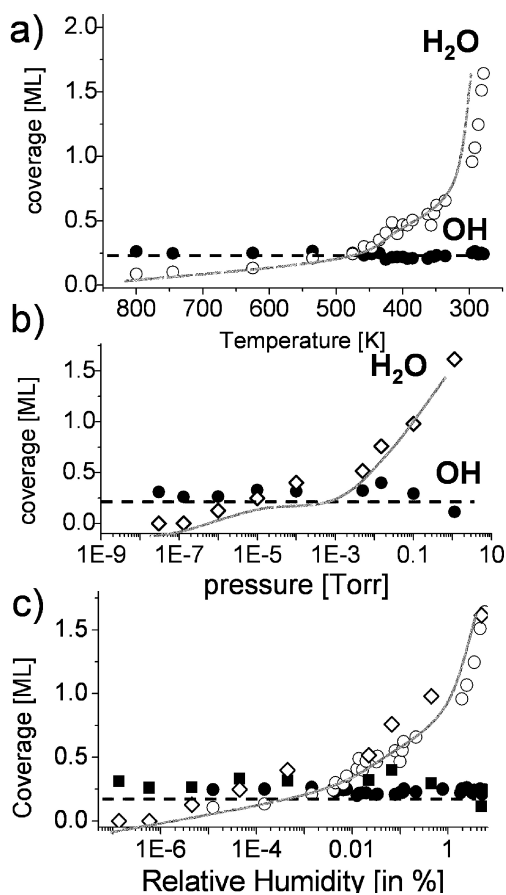 a)
2.0
H₂O
1.5
coverage [ML]
1.0
0.5
OH
0.0
800 700 600 500 400 300
Temperature [K]
b)
H₂O
1.5
1.0
coverage [ML]
0.5
OH
0.0
1E-9 1E-7 1E-5 1E-3 0.1 10
pressure [Torr]
c)
1.5
1.0
Coverage [ML]
0.5
0.0
1E-6 1E-4 0.01 1
Relative Humidity [in %]